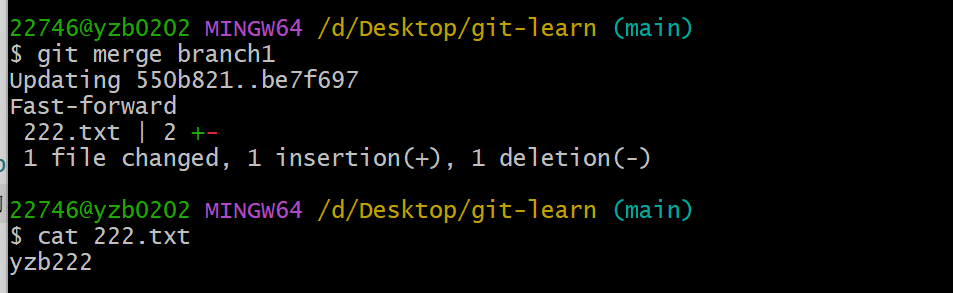 22746@yzb0202 MINGW64 /d/Desktop/git-learn (main)
$ git merge branch1
Updating 550b821..be7f697
Fast-forward
 222.txt | 2 +-
 1 file changed, 1 insertion(+), 1 deletion(-)
22746@yzb0202 MINGW64 /d/Desktop/git-learn (main)
$ cat 222.txt
yzb222